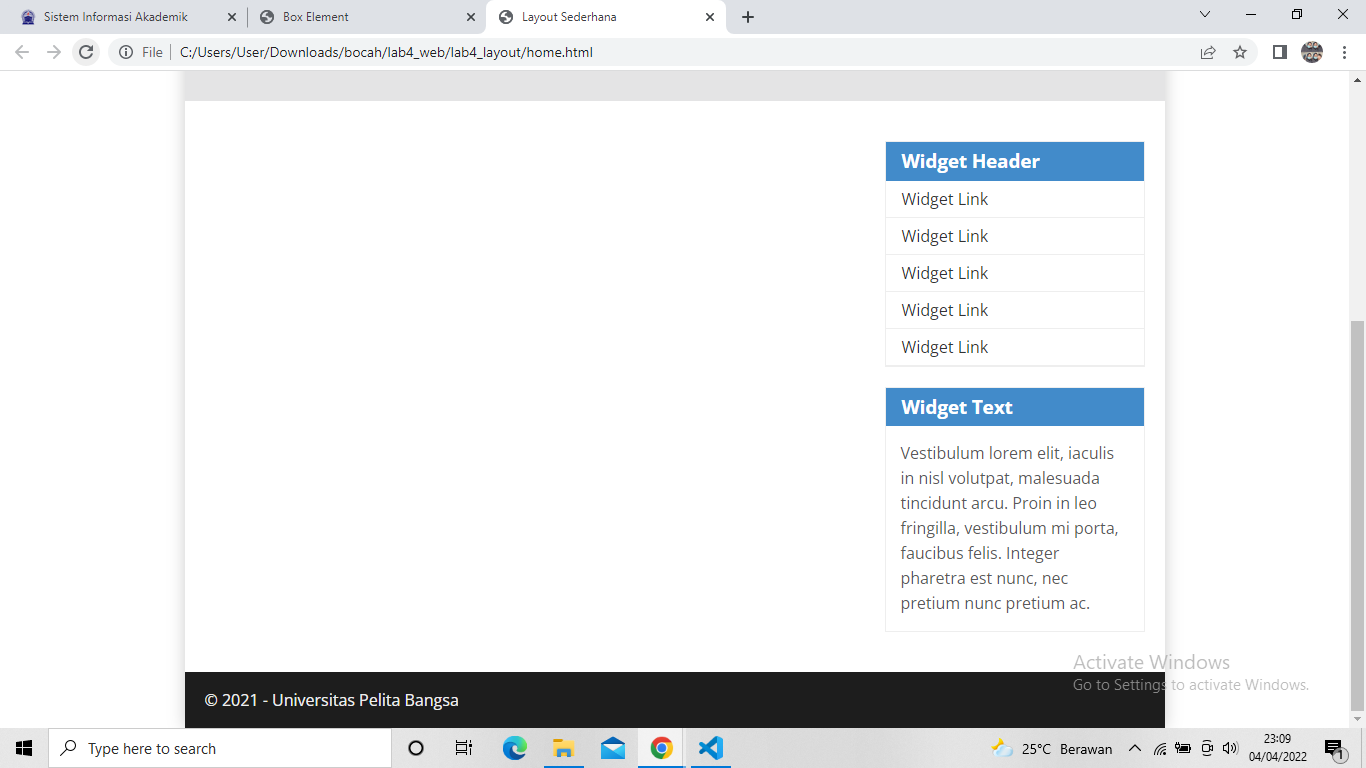 Sistem Informasi Akademik
Box Element
Layout Sederhana
File
C:/Users/User/Downloads/bocah/lab4_web/lab4_layout/home.html
Widget Header
Widget Link
Widget Link
Widget Link
Widget Link
Widget Link
Widget Text
Vestibulum lorem elit, iaculis
in nisl volutpat, malesuada
tincidunt arcu. Proin in leo
fringilla, vestibulum mi porta,
faucibus felis. Integer
pharetra est nunc, nec
pretium nunc pretium ac.
Activate Windows
Go to Settings to activate Windows.
© 2021 - Universitas Pelita Bangsa
Type here to search
25°C Berawan
23:09
04/04/2022
1